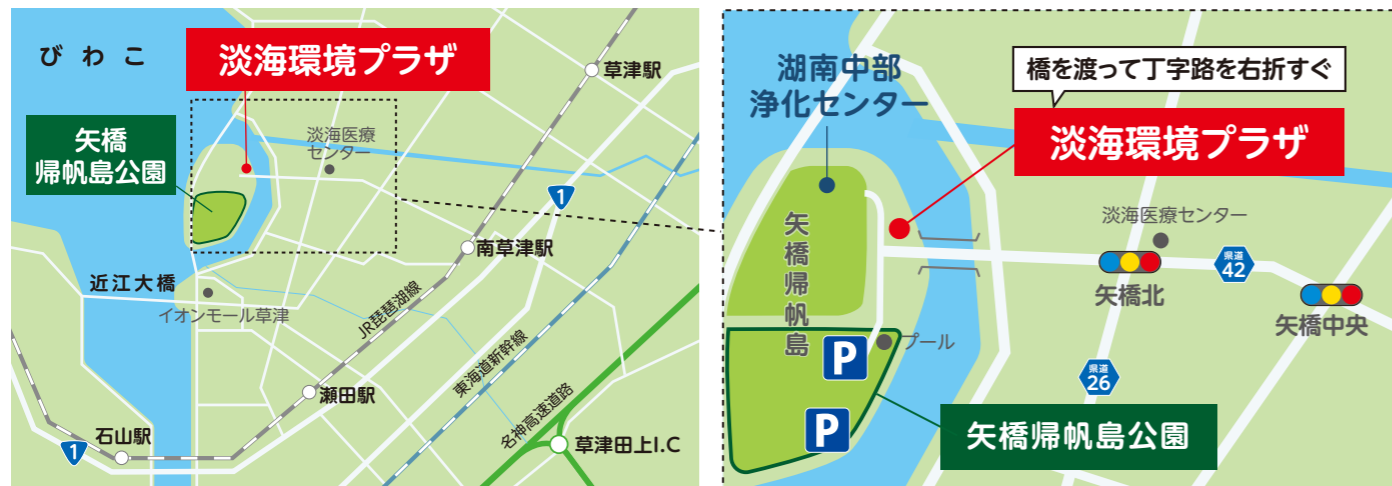 びわこ
淡海環境プラザ
草津駅
矢橋
帰帆島公園
淡海医療
センター
1
南草津駅
近江大橋
イオンモール草津
JR琵琶湖線
東海道新幹線
瀬田駅
名神高速道路
石山駅
1
草津田上I.C
橋を渡って丁字路を右折すぐ
湖南中部
浄化センター
淡海環境プラザ
矢橋帰帆島
淡海医療センター
県道
42
矢橋北
矢橋中央
プール
P
県道
26
P
矢橋帰帆島公園